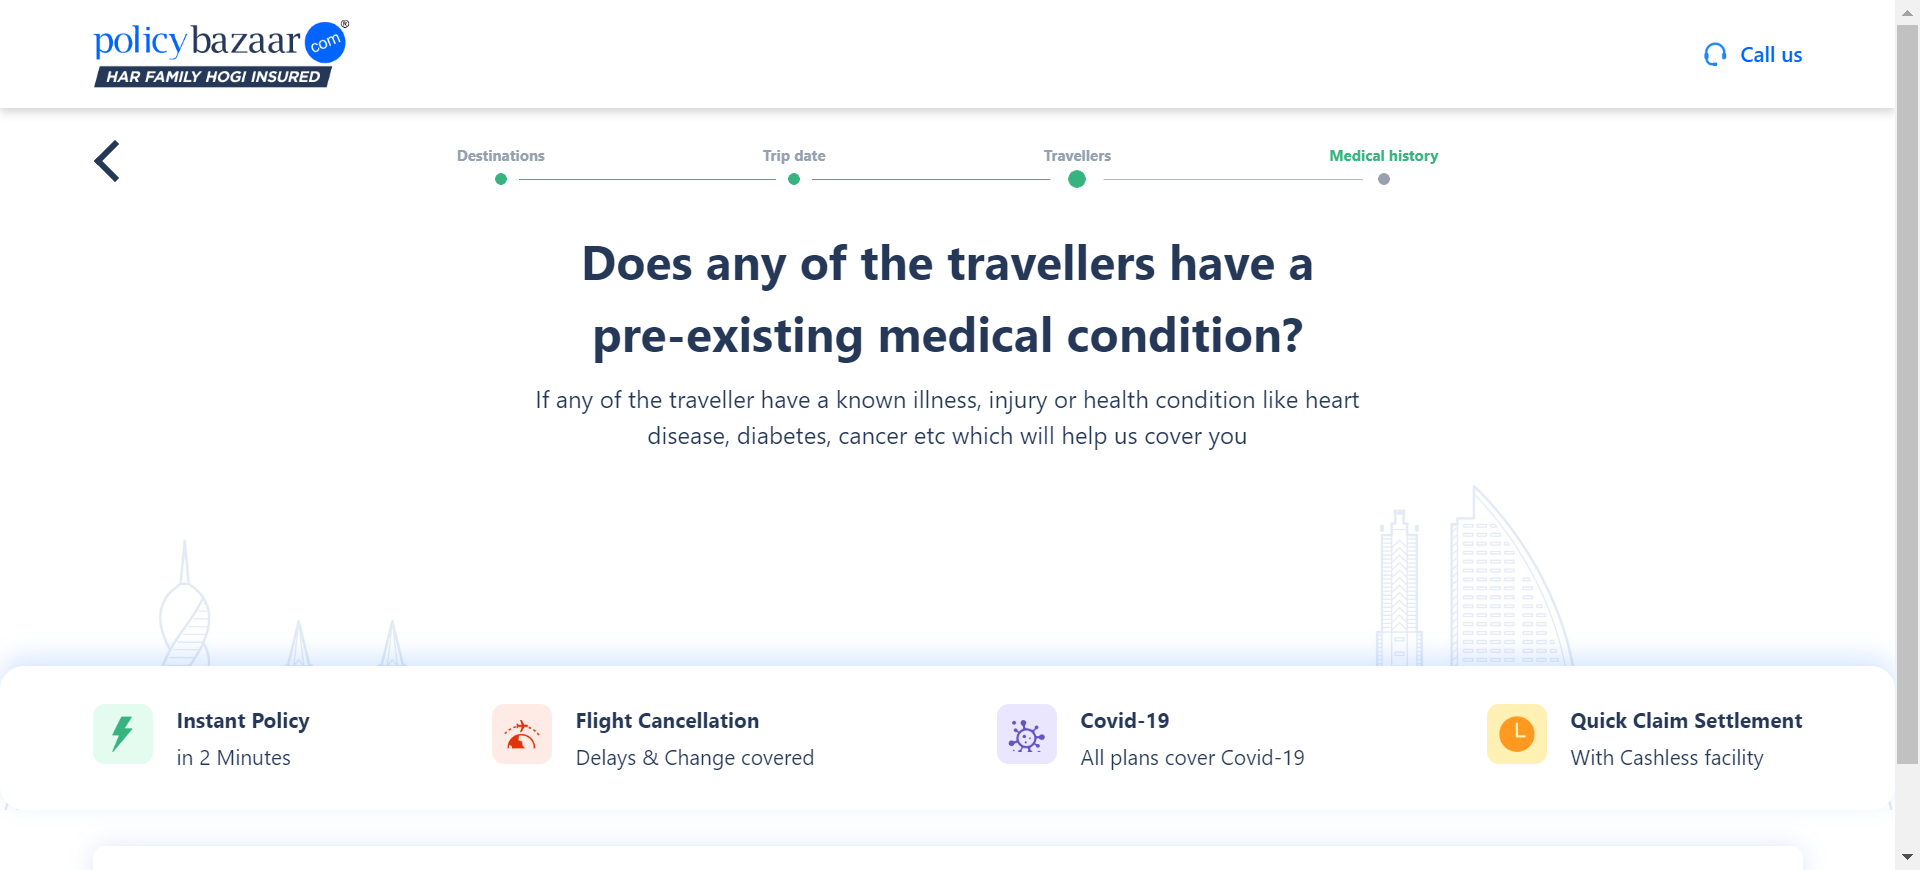 policybazaar com ®
HAR FAMILY HOGI INSURED
Call us
Destinations
Trip date
Travellers
Medical history
Does any of the travellers have a
pre-existing medical condition?
If any of the traveller have a known illness, injury or health condition like heart
disease, diabetes, cancer etc which will help us cover you
Instant Policy
in 2 Minutes
Flight Cancellation
Delays & Change covered
Covid-19
All plans cover Covid-19
Quick Claim Settlement
With Cashless facility